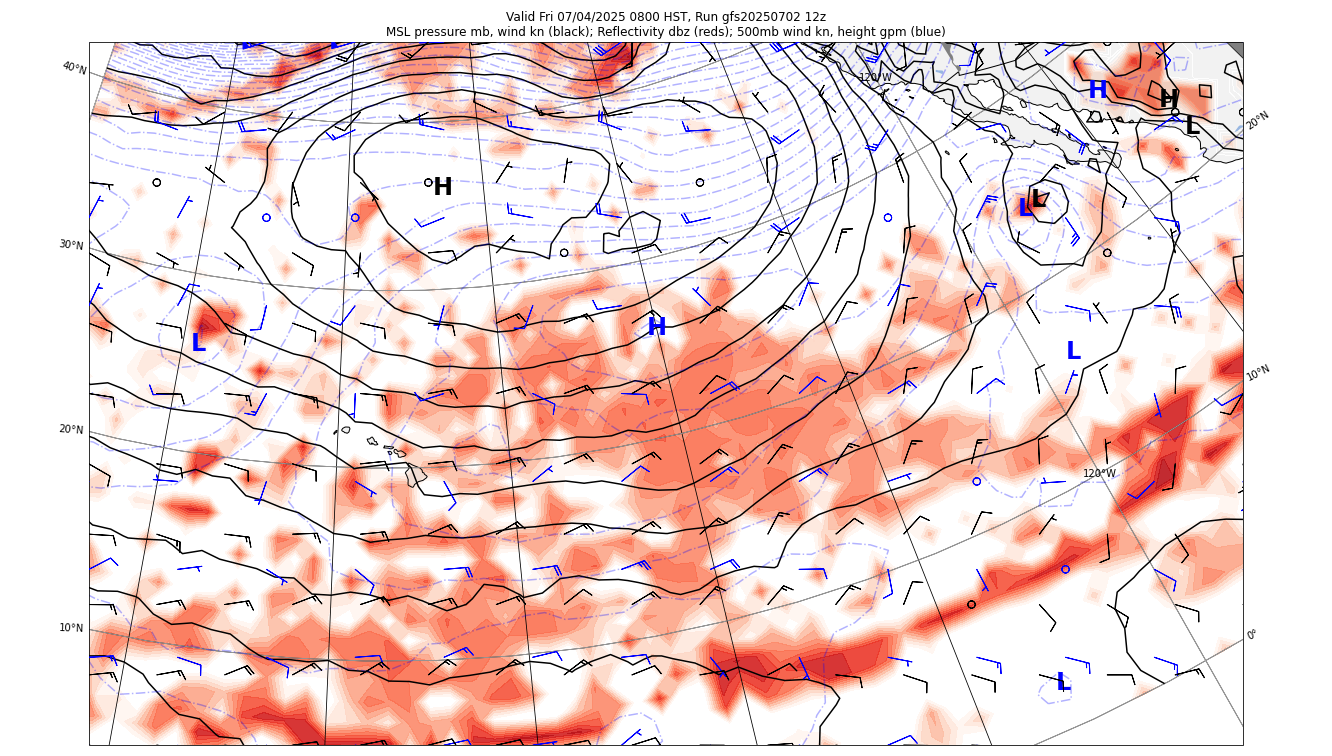 Valid Fri 07/04/2025 0800 HST, Run gfs20250702 12z
MSL pressure mb, wind kn (black); Reflectivity dbz (reds); 500mb wind kn, height gpm (blue)
40°N
120°W
H
H
L
20°N
H
L
L
30°N
H
L
L
10°N
20°N
120°W
10°N
0°
L